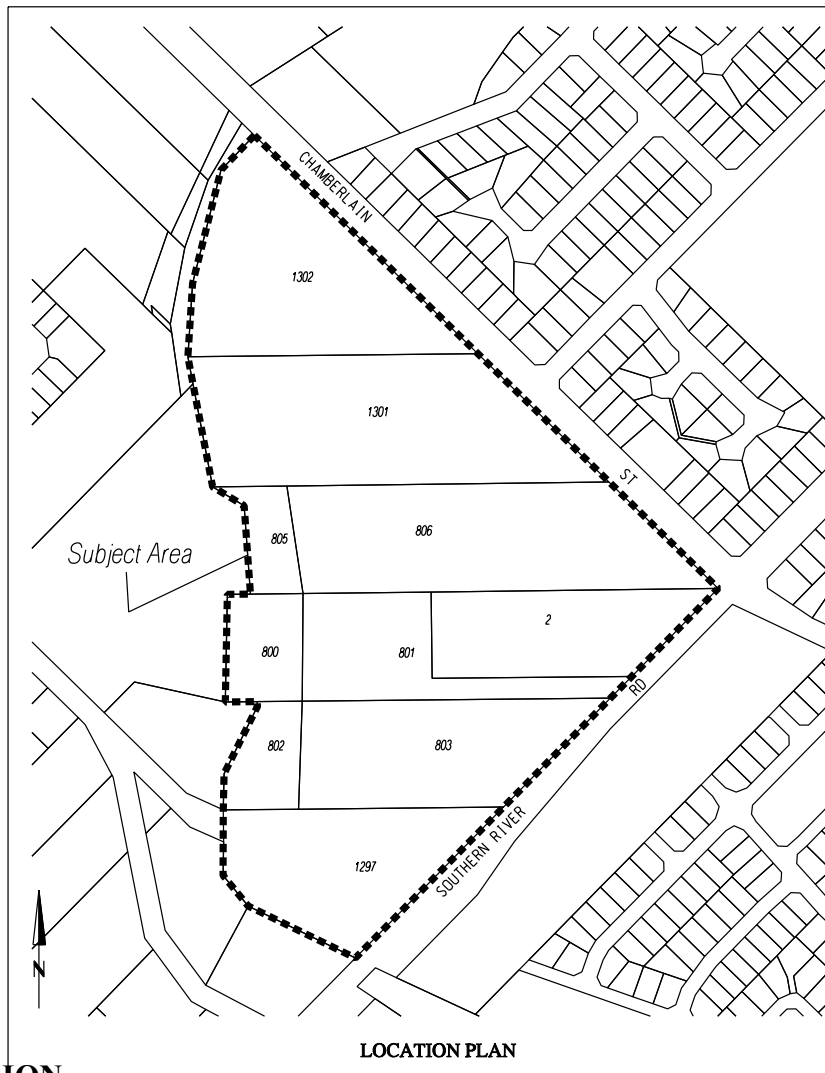 CHAMBERLAIN
1302
1301
ST
805
806
Subject Area
2
800
801
RD
802
803
SOUTHERN RIVER
1297
N
LOCATION PLAN
ION